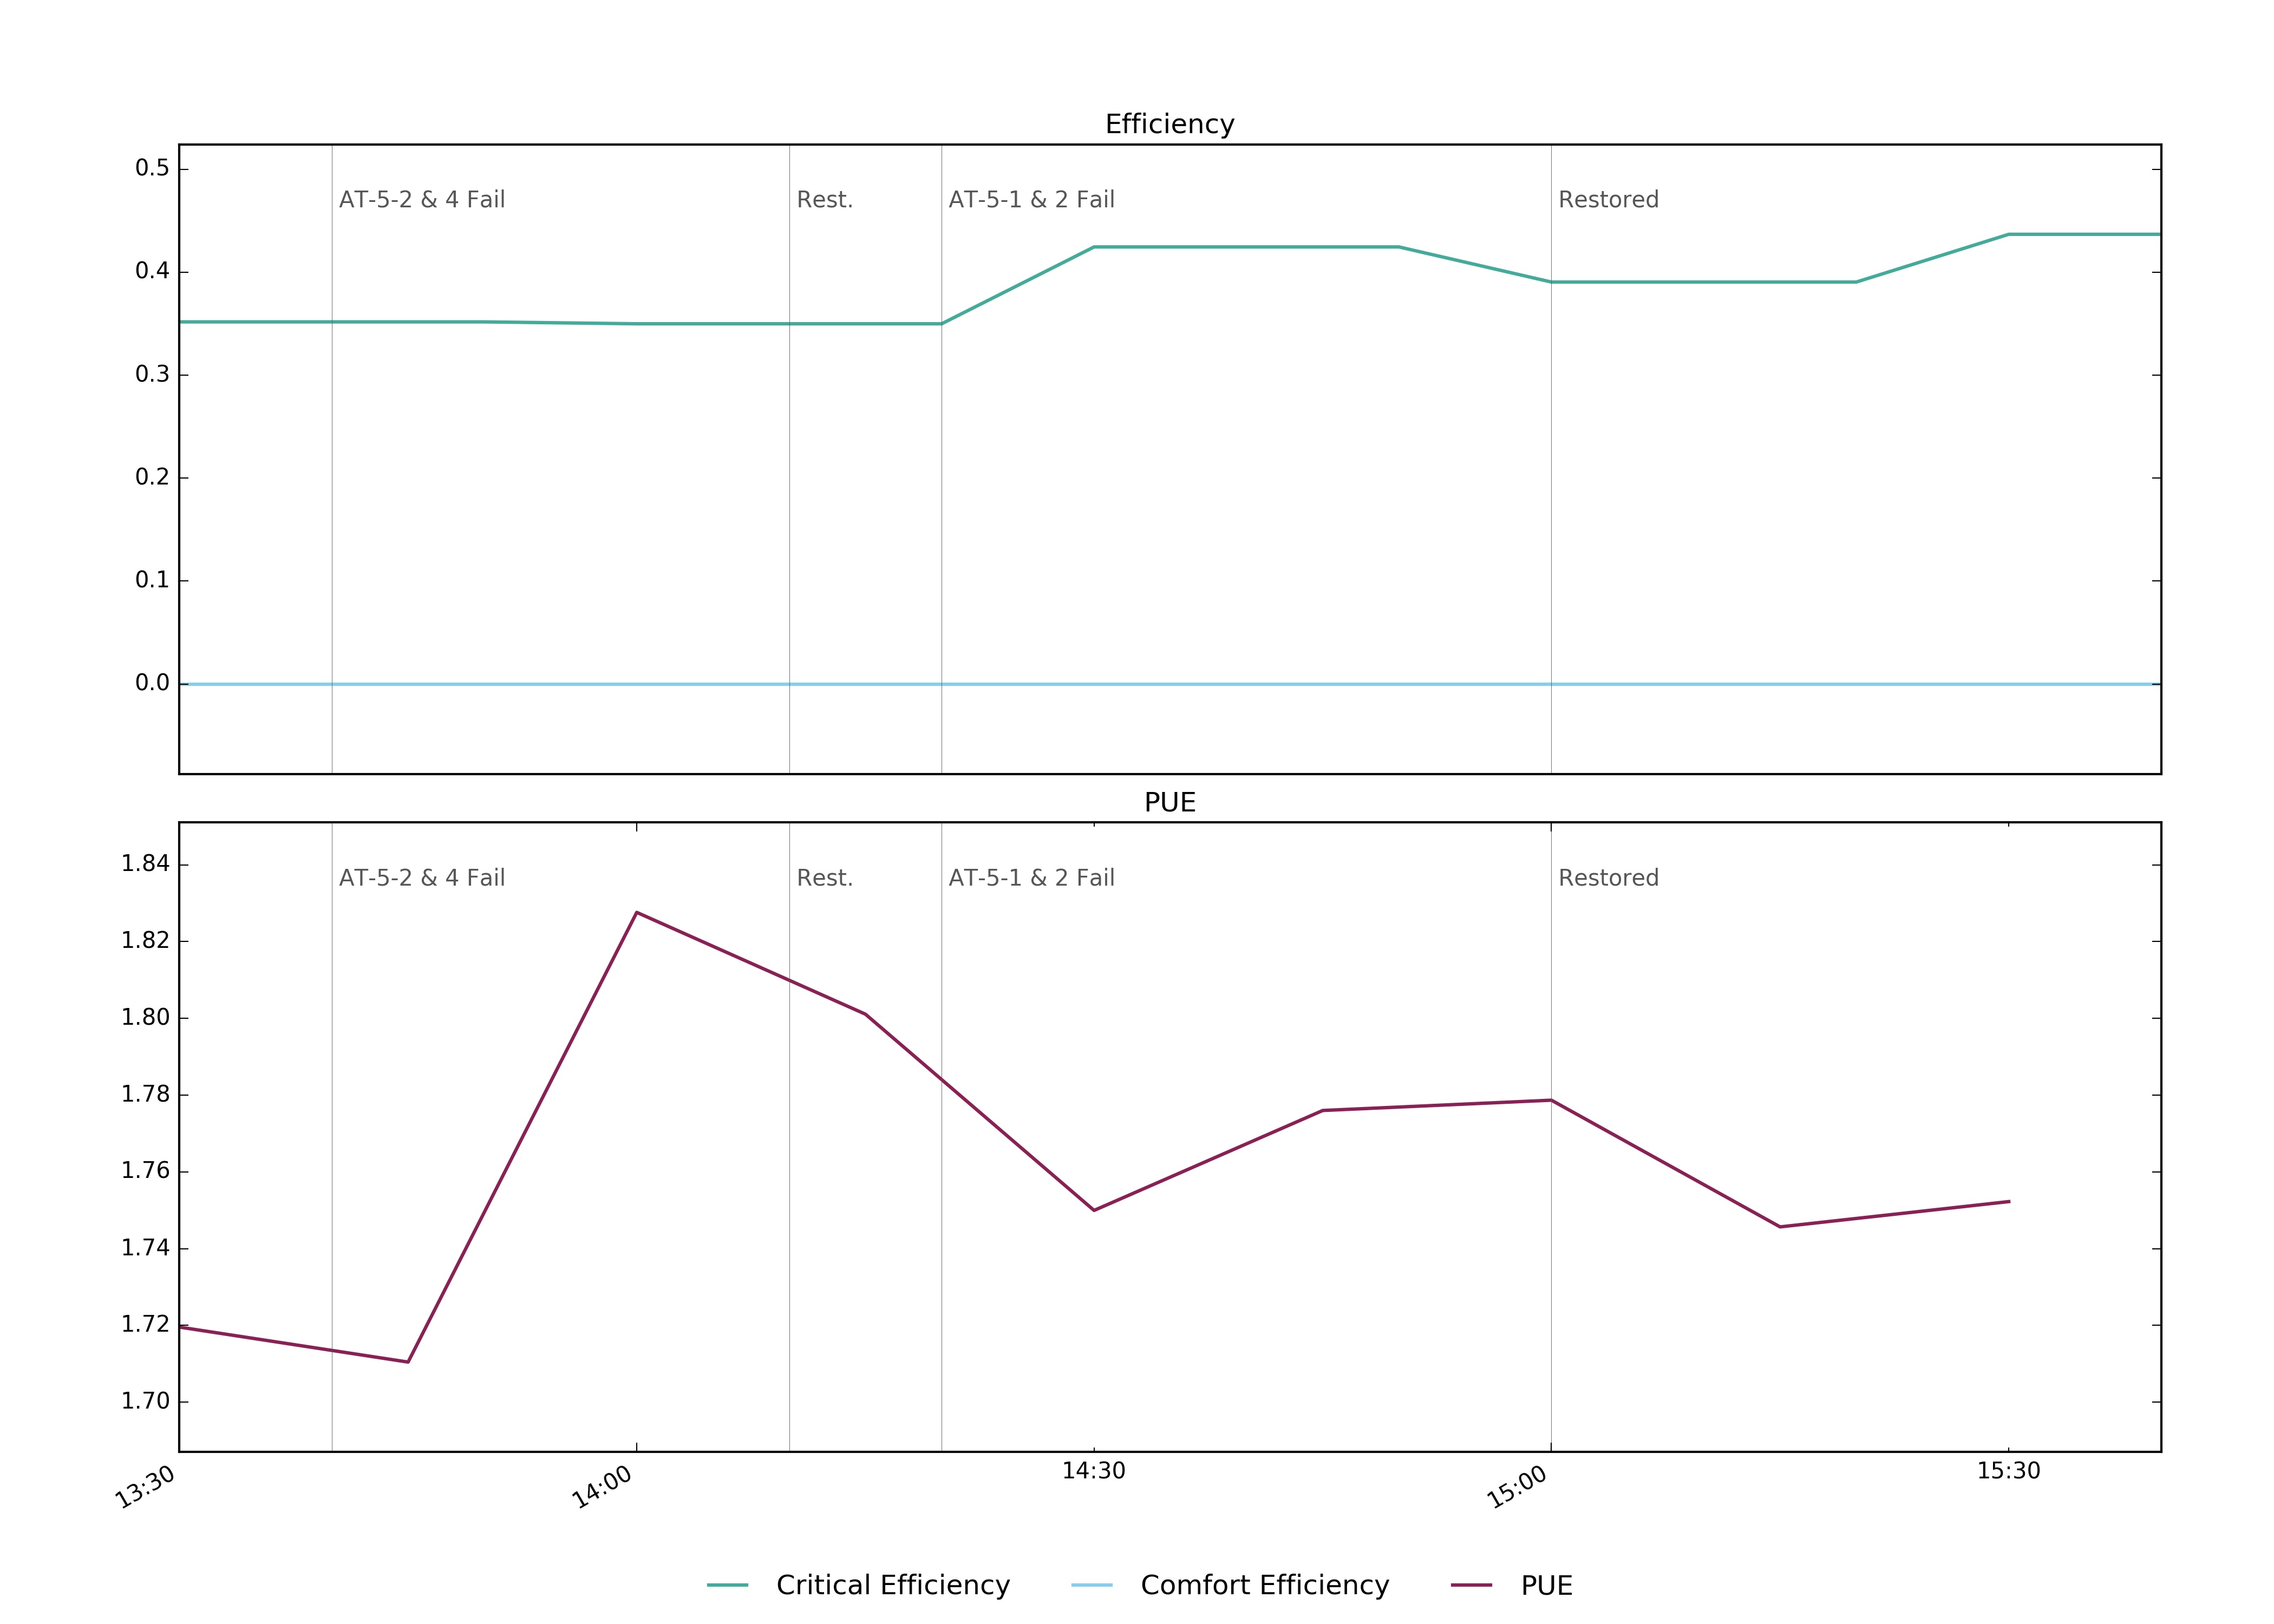 Efficiency
0.5
AT-5-2 & 4 Fail Rest. AT-5-1 & 2 Fail Restored
0.4
0.3
0.2
0.1
0.0
PUE
1.84
AT-5-2 & 4 Fail Rest. AT-5-1 & 2 Fail Restored
1.82
1.80
1.78
1.76
1.74
1.72
1.70
13:30 14:00 14:30 15:00 15:30
Critical Efficiency Comfort Efficiency PUE